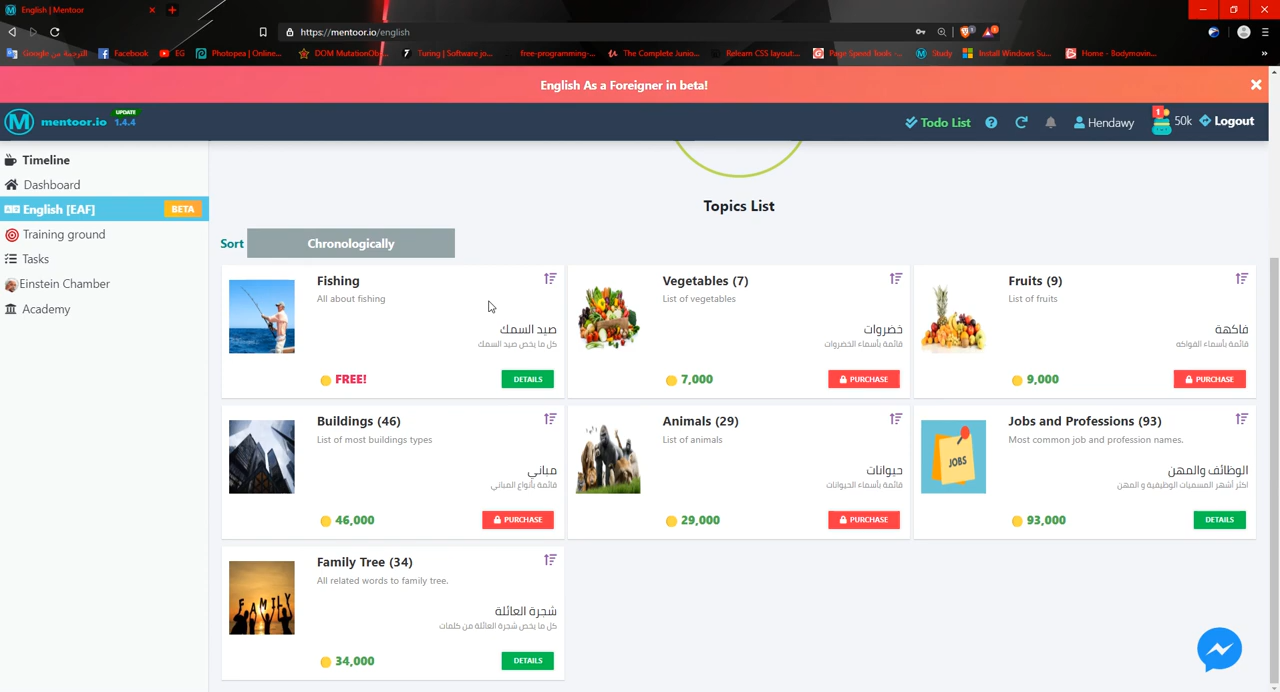 English | Mentoor
https://mentoor.io/english
Google الترجمة من
Facebook
EG
Photopea | Online...
DOM MutationOb...
Turing | Software jo...
free-programming-...
The Complete Junio...
Relearn CSS layout:...
Page Speed Tools -...
Study
Install Windows Su...
Home - Bodymovin...
English As a Foreigner in beta!
mentoor.io
UPDATE
1.4.4
Todo List
Hendawy
1
50k
Logout
Timeline
Dashboard
English [EAF]
BETA
Training ground
Tasks
Einstein Chamber
Academy
Topics List
Sort
Chronologically
Fishing
All about fishing
صيد السمك
كل ما يخص صيد السمك
FREE!
DETAILS
Vegetables (7)
List of vegetables
خضروات
قائمة بأسماء الخضروات
7,000
PURCHASE
Fruits (9)
List of fruits
فاكهة
قائمة بأسماء الفواكه
9,000
PURCHASE
Buildings (46)
List of most buildings types
مباني
قائمة بأنواع المباني
46,000
PURCHASE
Animals (29)
List of animals
حيوانات
قائمة بأسماء الحيوانات
29,000
PURCHASE
JOBS
Jobs and Professions (93)
Most common job and profession names.
الوظائف والمهن
اكثر أشهر المسميات الوظيفية و المهن
93,000
DETAILS
FAMILY
Family Tree (34)
All related words to family tree.
شجرة العائلة
كل ما يخص شجرة العائلة من كلمات
34,000
DETAILS